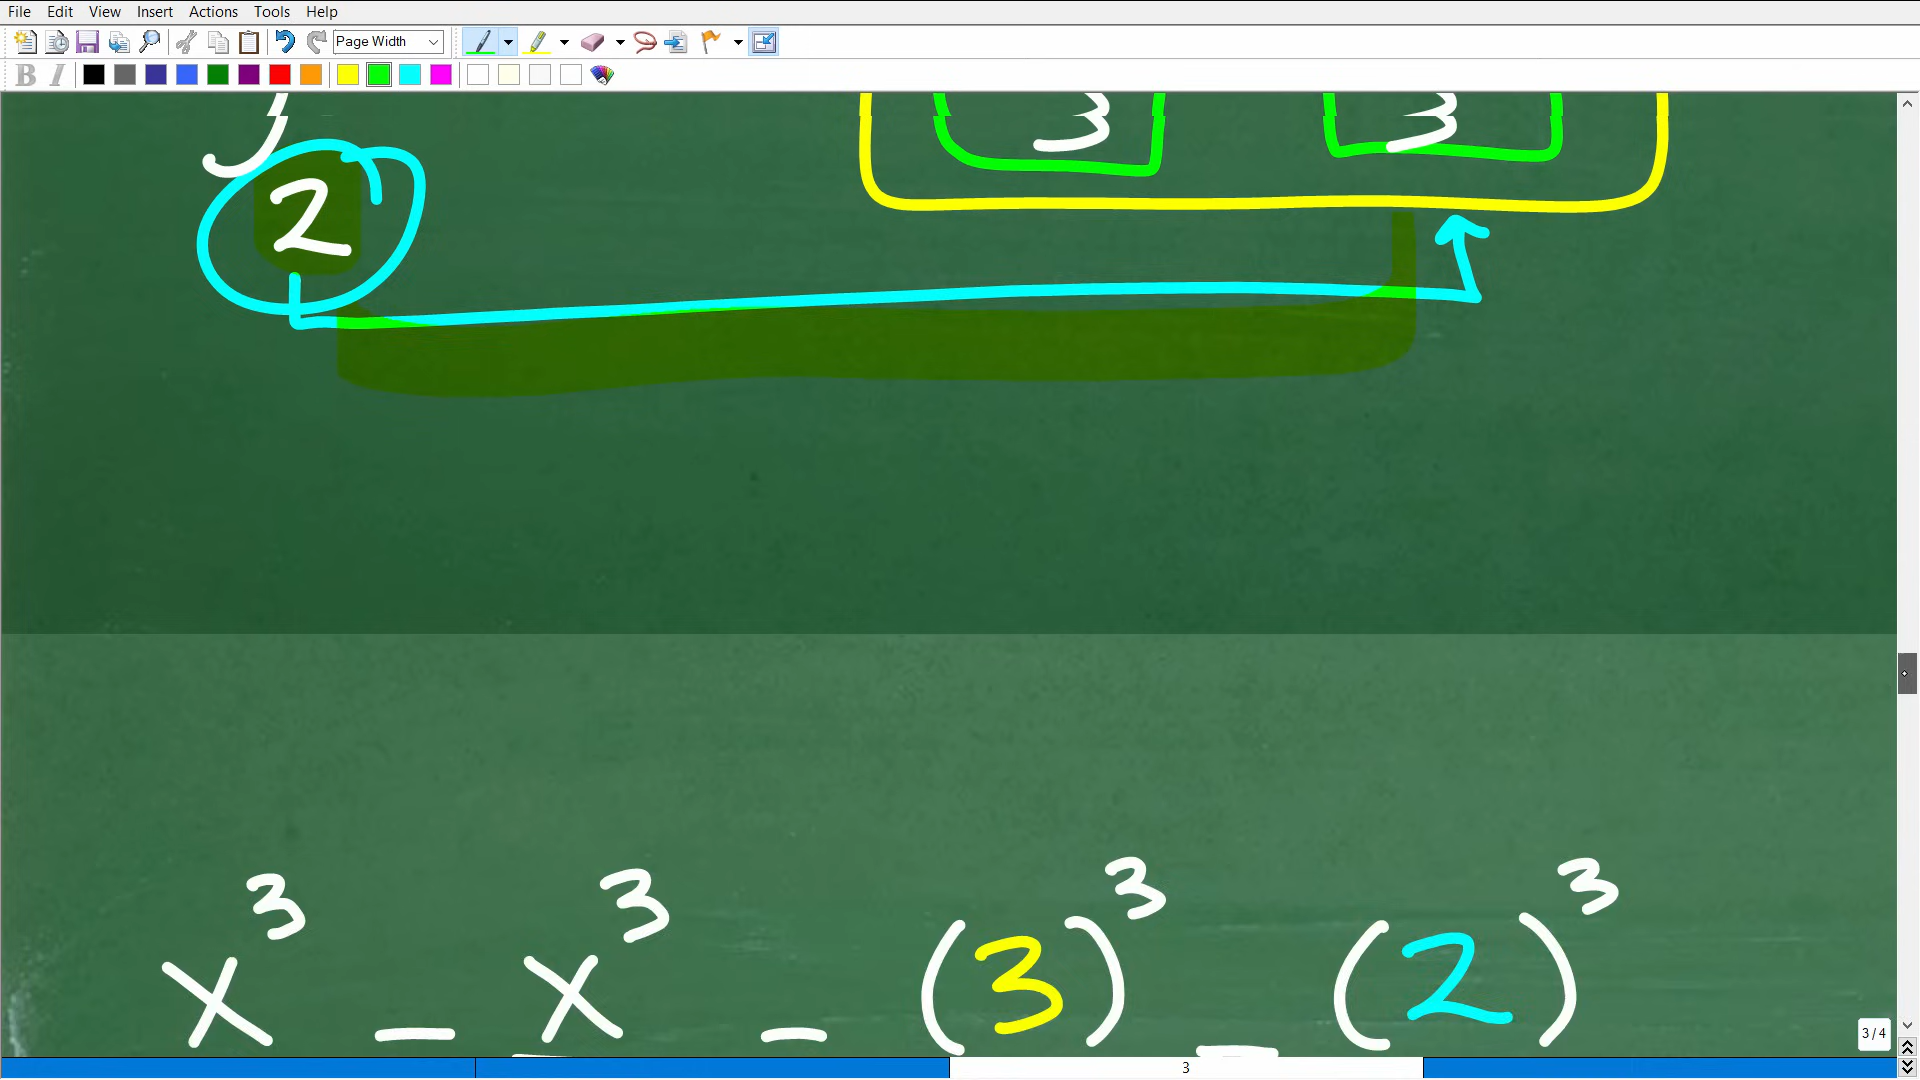 File Edit View Insert Actions Tools Help
Page Width
B I
3 3
2
x³ - x³ - (3)³ - (2)³
3 / 4
3